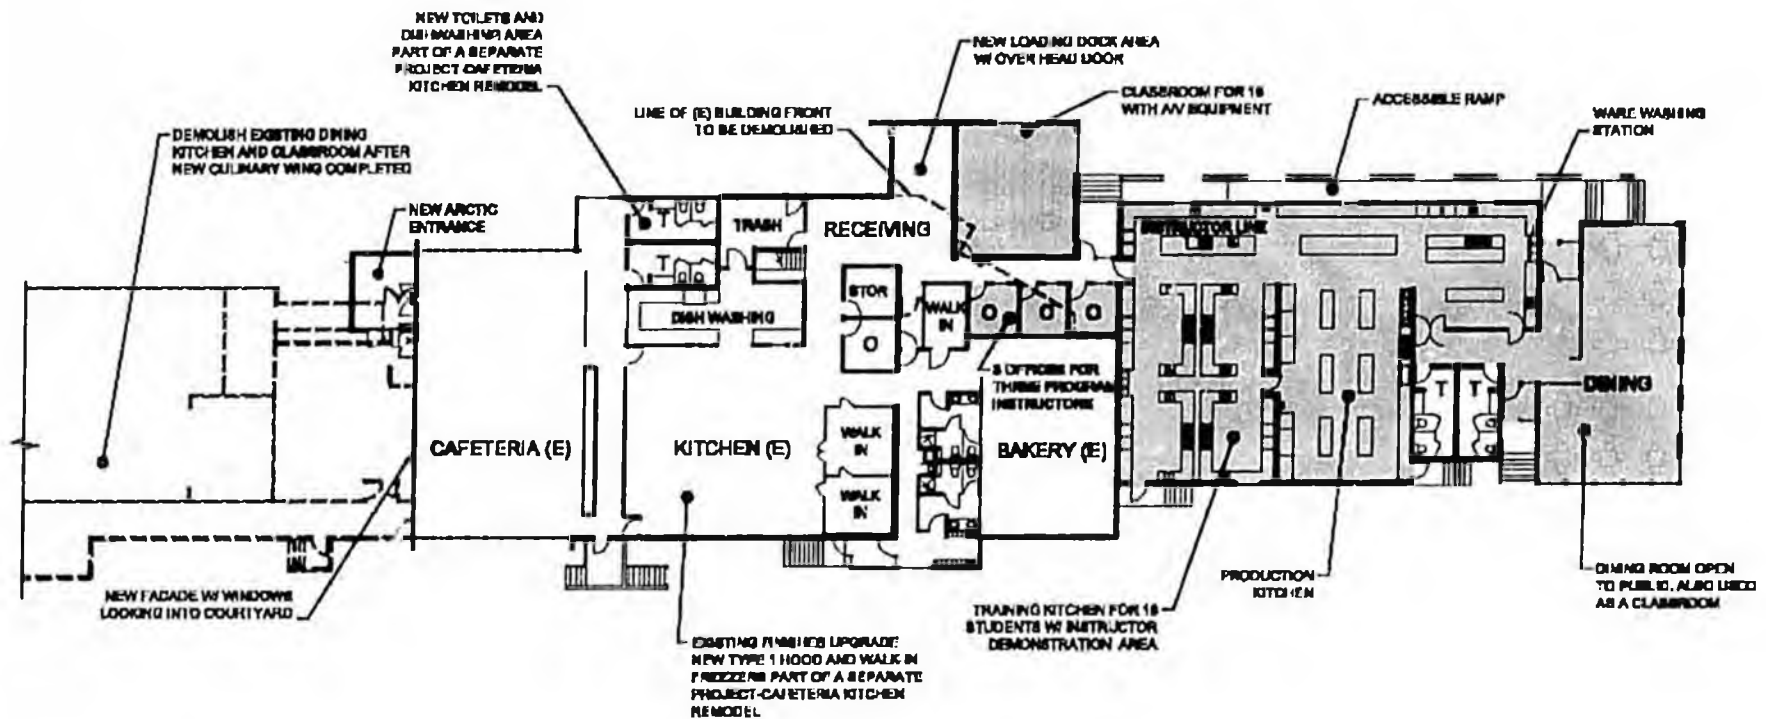 NEW TOILETS AND
DISHWASHING AREA
PART OF A SEPARATE
PROJECT-CAFETERIA
KITCHEN REMODEL
NEW LOADING DOCK AREA
W/ OVER HEAD DOOR
LINE OF (E) BUILDING FRONT
TO BE DEMOLISHED
CLASSROOM FOR 16
WITH A/V EQUIPMENT
ACCESSIBLE RAMP
WARE WASHING
STATION
DEMOLISH EXISTING DINING
KITCHEN AND CLASSROOM AFTER
NEW CULINARY WING COMPLETED
NEW ARCTIC
ENTRANCE
T
TRASH
RECEIVING
INSTRUCTOR LINE
T
STOR
WALK
IN
O
O
O
DISH WASHING
O
3 OFFICES FOR
THREE PROGRAM
INSTRUCTORS
T
T
DINING
CAFETERIA (E)
KITCHEN (E)
WALK
IN
BAKERY (E)
WALK
IN
NEW FACADE W/ WINDOWS
LOOKING INTO COURTYARD
EXISTING FINISHES UPGRADE
NEW TYPE 1 HOOD AND WALK IN
FREEZERS PART OF A SEPARATE
PROJECT-CAFETERIA KITCHEN
REMODEL
TRAINING KITCHEN FOR 16
STUDENTS W/ INSTRUCTOR
DEMONSTRATION AREA
PRODUCTION
KITCHEN
DINING ROOM OPEN
TO PUBLIC, ALSO USED
AS A CLASSROOM